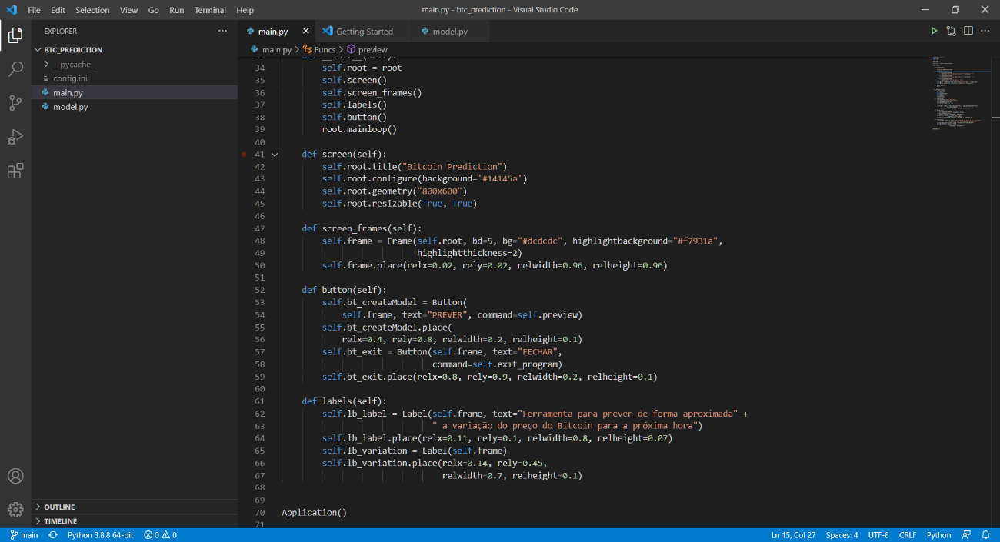 File Edit Selection View Go Run Terminal Help
main.py - btc_prediction - Visual Studio Code
EXPLORER
BTC_PREDICTION
__pycache__
config.ini
main.py
model.py
OUTLINE
TIMELINE
main.py Getting Started model.py
main.py > Funcs > preview
33 def __init__(self):
34 self.root = root
35 self.screen()
36 self.screen_frames()
37 self.labels()
38 self.button()
39 root.mainloop()
40
41 def screen(self):
42 self.root.title("Bitcoin Prediction")
43 self.root.configure(background='#14145a')
44 self.root.geometry("800x600")
45 self.root.resizable(True, True)
46
47 def screen_frames(self):
48 self.frame = Frame(self.root, bd=5, bg="#dcdcdc", highlightbackground="#f7931a",
49 highlightthickness=2)
50 self.frame.place(relx=0.02, rely=0.02, relwidth=0.96, relheight=0.96)
51
52 def button(self):
53 self.bt_createModel = Button(
54 self.frame, text="PREVER", command=self.preview)
55 self.bt_createModel.place(
56 relx=0.4, rely=0.8, relwidth=0.2, relheight=0.1)
57 self.bt_exit = Button(self.frame, text="FECHAR",
58 command=self.exit_program)
59 self.bt_exit.place(relx=0.8, rely=0.9, relwidth=0.2, relheight=0.1)
60
61 def labels(self):
62 self.lb_label = Label(self.frame, text="Ferramenta para prever de forma aproximada" +
63 " a variação do preço do Bitcoin para a próxima hora")
64 self.lb_label.place(relx=0.11, rely=0.1, relwidth=0.8, relheight=0.07)
65 self.lb_variation = Label(self.frame)
66 self.lb_variation.place(relx=0.14, rely=0.45,
67 relwidth=0.7, relheight=0.1)
68
69
70 Application()
71
main Python 3.8.8 64-bit 0 0 Ln 15, Col 27 Spaces: 4 UTF-8 CRLF Python